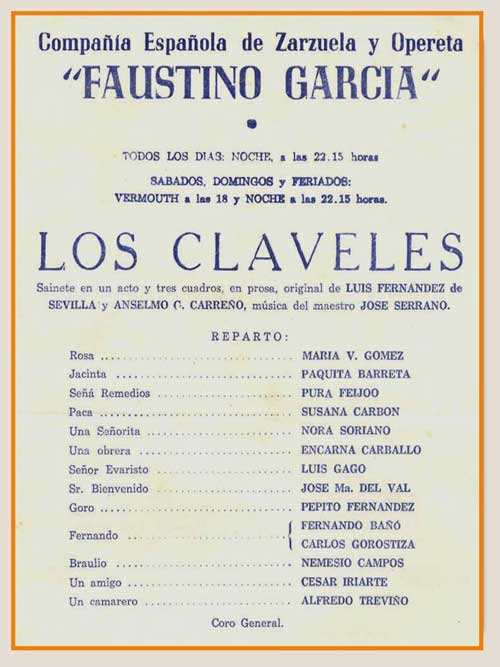 Compañía Española de Zarzuela y Opereta
“FAUSTINO GARCIA“
TODOS LOS DIAS: NOCHE, a las 22.15 horas
SABADOS, DOMINGOS y FERIADOS:
VERMOUTH a las 18 y NOCHE a las 22.15 horas.
LOS CLAVELES
Sainete en un acto y tres cuadros, en prosa, original de LUIS FERNANDEZ de
SEVILLA y ANSELMO C. CARREÑO, música del maestro JOSE SERRANO.
REPARTO:
Rosa ........ MARIA V. GOMEZ
Jacinta ........ PAQUITA BARRETA
Señá Remedios ........ PURA FEIJOO
Paca ........ SUSANA CARBON
Una Señorita ........ NORA SORIANO
Una obrera ........ ENCARNA CARBALLO
Señor Evaristo ........ LUIS GAGO
Sr. Bienvenido ........ JOSE Ma. DEL VAL
Goro ........ PEPITO FERNANDEZ
Fernando ........ { FERNANDO BAÑÓ
CARLOS GOROSTIZA
Braulio ........ NEMESIO CAMPOS
Un amigo ........ CESAR IRIARTE
Un camarero ........ ALFREDO TREVIÑO
Coro General.